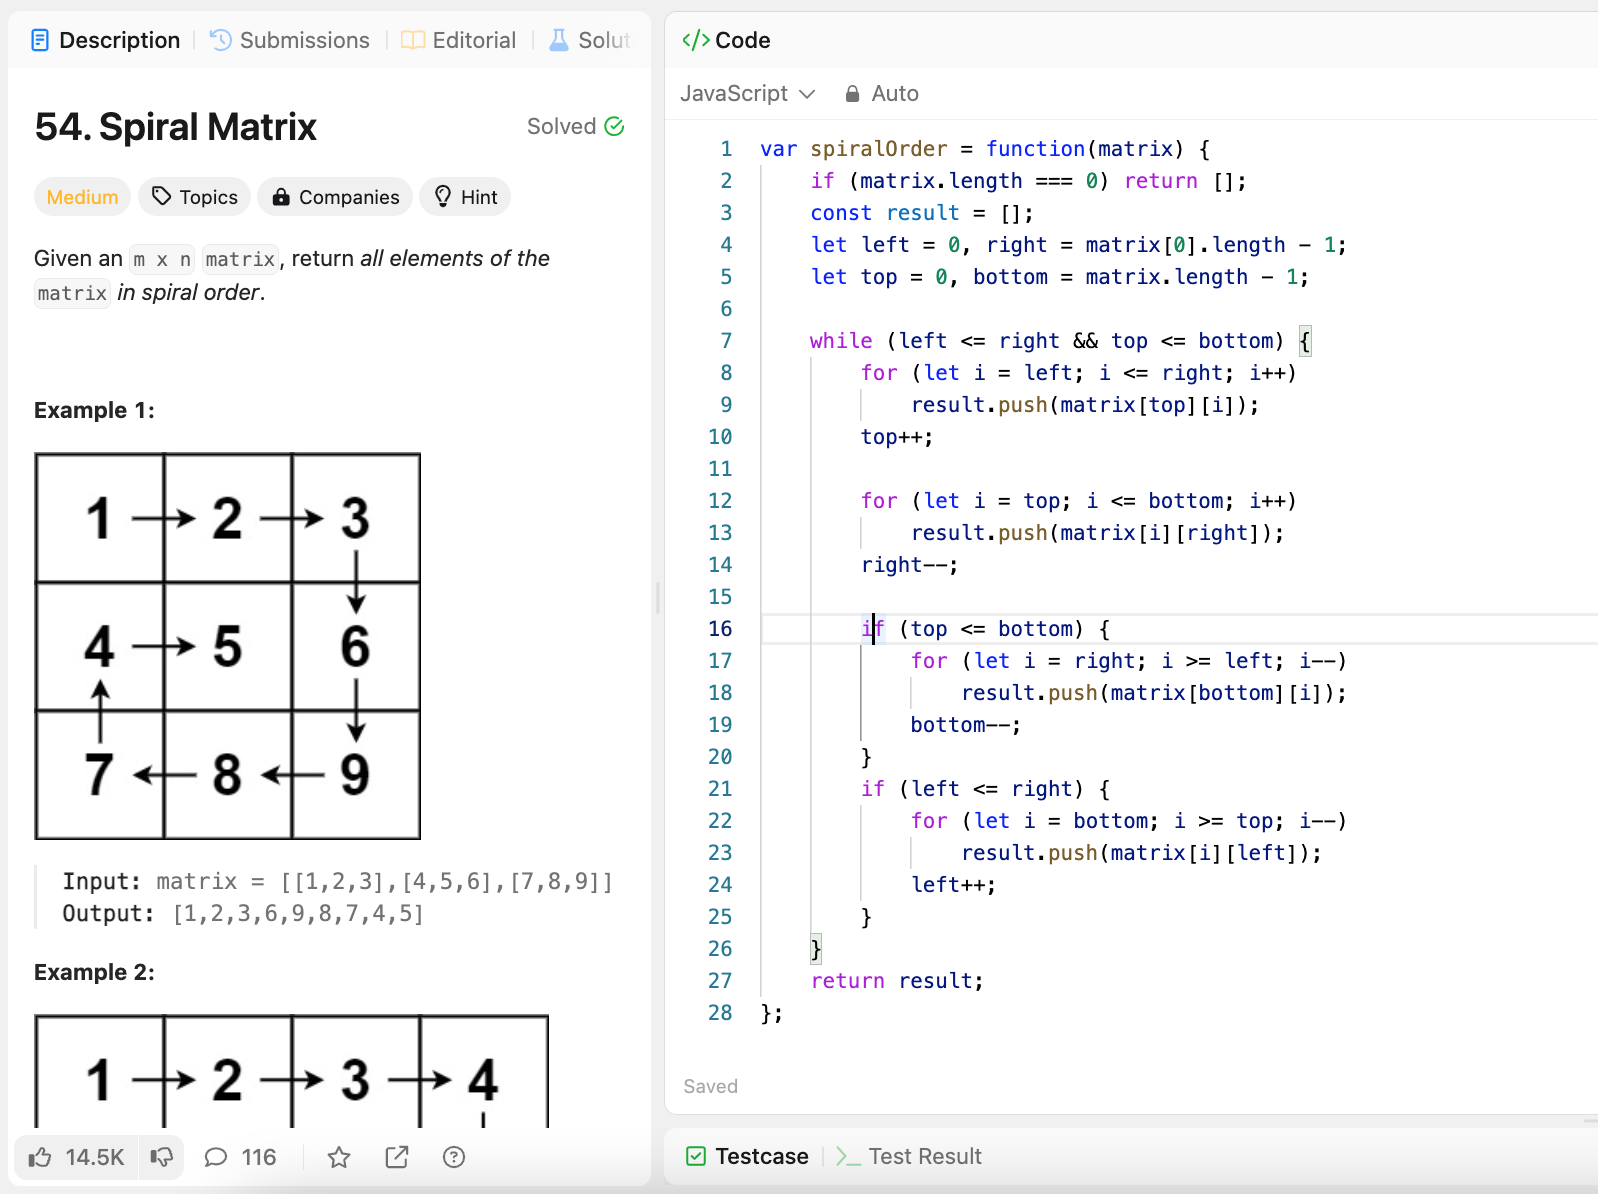 Description Submissions Editorial Solut
54. Spiral Matrix
Solved
Medium Topics Companies Hint
Given an m x n matrix, return all elements of the
matrix in spiral order.
Example 1:
1 2 3
4 5 6
7 8 9
Input: matrix = [[1,2,3],[4,5,6],[7,8,9]]
Output: [1,2,3,6,9,8,7,4,5]
Example 2:
1 2 3 4
14.5K 116
</> Code
JavaScript Auto
1 var spiralOrder = function(matrix) {
2     if (matrix.length === 0) return [];
3     const result = [];
4     let left = 0, right = matrix[0].length - 1;
5     let top = 0, bottom = matrix.length - 1;
6
7     while (left <= right && top <= bottom) {
8         for (let i = left; i <= right; i++)
9             result.push(matrix[top][i]);
10         top++;
11
12         for (let i = top; i <= bottom; i++)
13             result.push(matrix[i][right]);
14         right--;
15
16         if (top <= bottom) {
17             for (let i = right; i >= left; i--)
18                 result.push(matrix[bottom][i]);
19             bottom--;
20         }
21         if (left <= right) {
22             for (let i = bottom; i >= top; i--)
23                 result.push(matrix[i][left]);
24             left++;
25         }
26     }
27     return result;
28 };
Saved
Testcase >_ Test Result